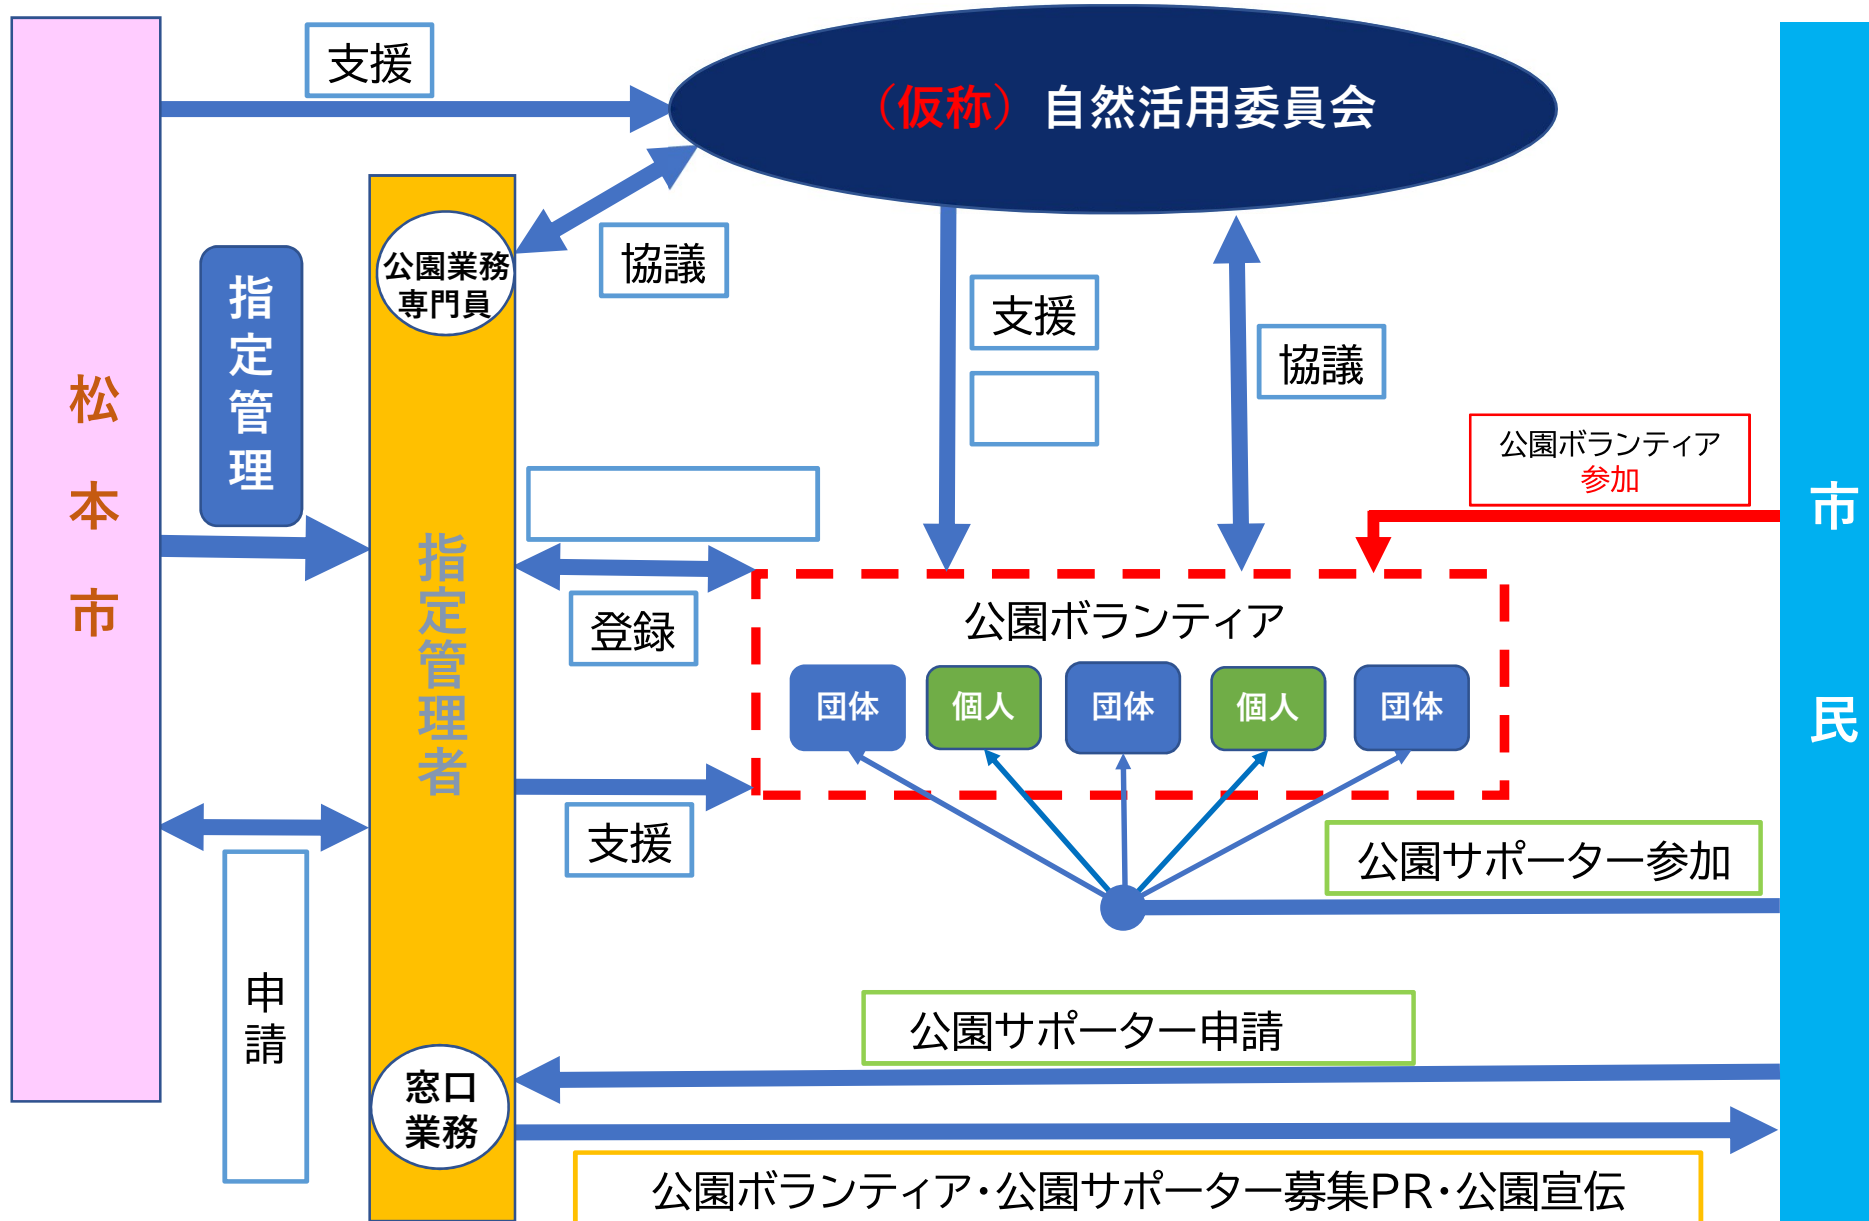 支援
（仮称）自然活用委員会
公園業務
専門員
協議
指定管理
支援
協議
松本市
公園ボランティア
参加
市民
指定管理者
登録
公園ボランティア
団体
個人
団体
個人
団体
支援
公園サポーター参加
申請
公園サポーター申請
窓口
業務
公園ボランティア・公園サポーター募集PR・公園宣伝